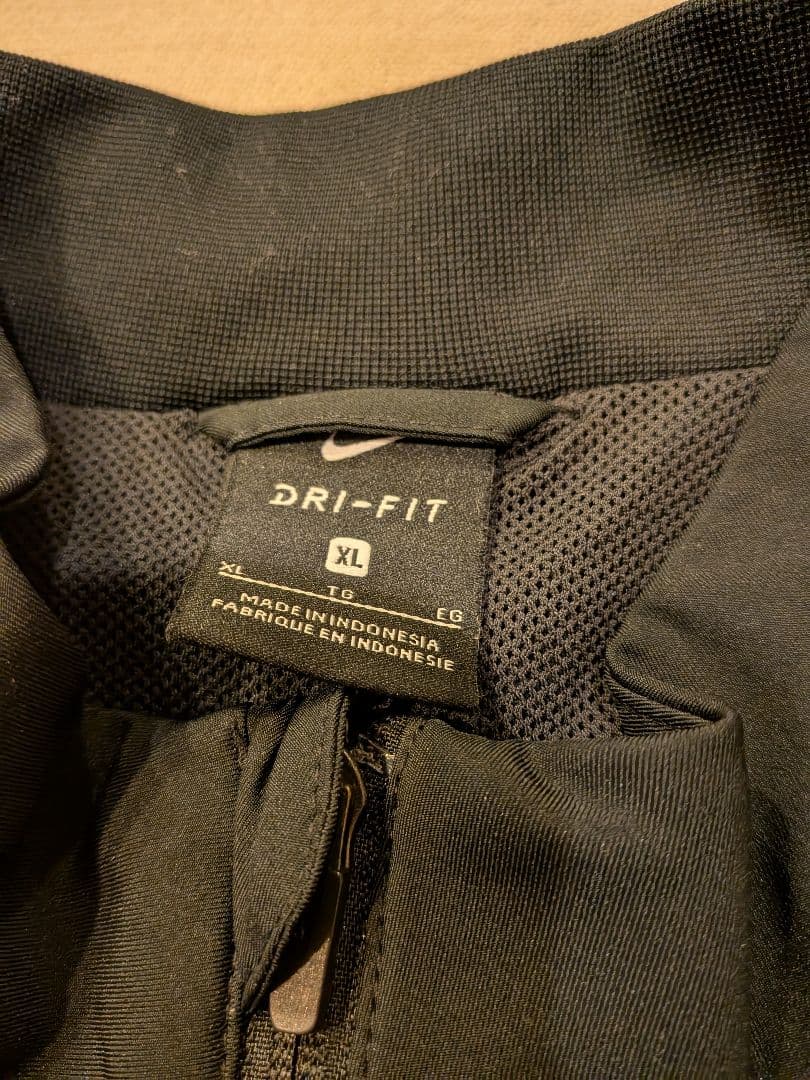 DRI-FIT
XL
XL TG EG
MADE IN INDONESIA
FABRIQUE EN INDONESIE